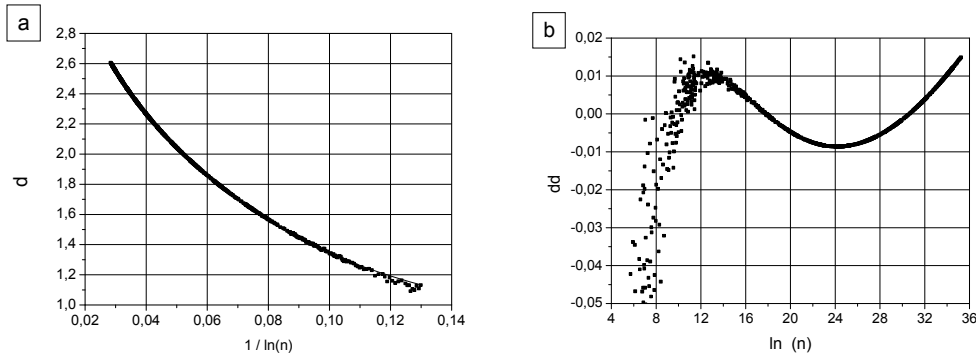 a
2,8
2,6
2,4
2,2
2,0
1,8
1,6
1,4
1,2
1,0
d
0,02 0,04 0,06 0,08 0,10 0,12 0,14
1 / ln(n)
b
0,02
0,01
0,00
-0,01
-0,02
-0,03
-0,04
-0,05
dd
4 8 12 16 20 24 28 32 36
ln (n)